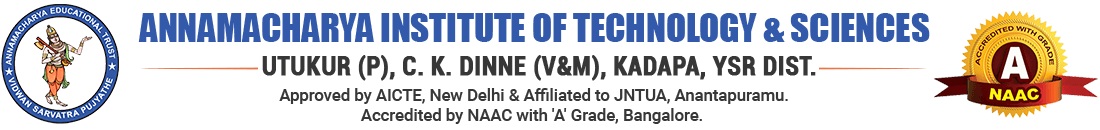 ANNAMACHARYA EDUCATIONAL TRUST
VIDWAN SARVATRA PUJYATHE
ANNAMACHARYA INSTITUTE OF TECHNOLOGY & SCIENCES
UTUKUR (P), C. K. DINNE (V&M), KADAPA, YSR DIST.
Approved by AICTE, New Delhi & Affiliated to JNTUA, Anantapuramu.
Accredited by NAAC with 'A' Grade, Bangalore.
ACCREDITED WITH GRADE
A
NAAC